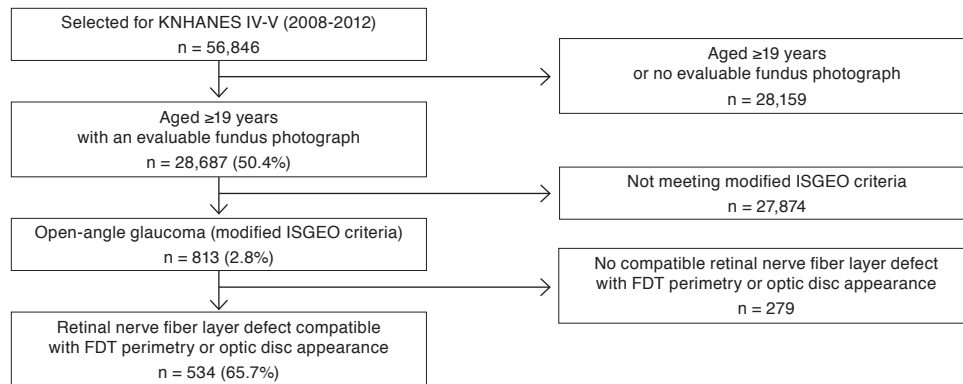 Selected for KNHANES IV-V (2008-2012)
n = 56,846
Aged ≥19 years
or no evaluable fundus photograph
n = 28,159
Aged ≥19 years
with an evaluable fundus photograph
n = 28,687 (50.4%)
Not meeting modified ISGEO criteria
n = 27,874
Open-angle glaucoma (modified ISGEO criteria)
n = 813 (2.8%)
No compatible retinal nerve fiber layer defect
with FDT perimetry or optic disc appearance
n = 279
Retinal nerve fiber layer defect compatible
with FDT perimetry or optic disc appearance
n = 534 (65.7%)